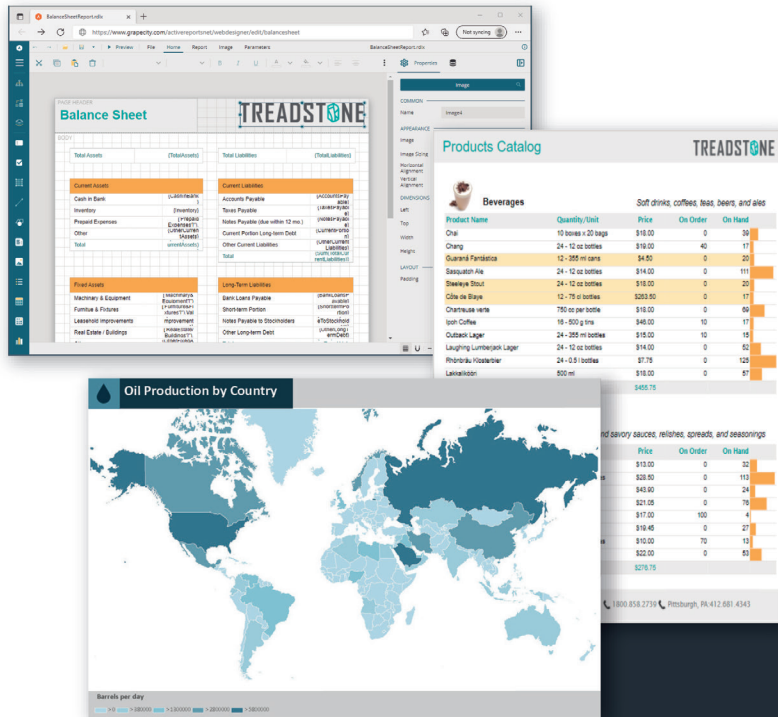 BalanceSheetReport.rdlx
https://www.grapecity.com/activereportsnet/webdesigner/edit/balancesheet
Not syncing
Preview File Home Report Image Parameters
BalanceSheetReport.rdlx
Properties
PAGE HEADER
Balance Sheet
TREADSTONE
BODY
Total Assets {TotalAssets} Total Liabilities {TotalLiabilities}
Current Assets Current Liabilities
Cash in Bank Accounts Payable
Inventory {Inventory} Taxes Payable
Prepaid Expenses Notes Payable (due within 12 mo.)
Other Current Portion Long-term Debt
Total Other Current Liabilities
Total
Fixed Assets Long-Term Liabilities
Machinery & Equipment Bank Loans Payable
Furniture & Fixtures Short-term Portion
Leasehold Improvements Notes Payable to Stockholders
Real Estate / Buildings Other Long-term Debt
Image
COMMON
Name Image4
APPEARANCE
Image
Image Sizing
Horizontal
Alignment
Vertical
Alignment
DIMENSIONS
Left
Top
Width
Height
LAYOUT
Padding
Products Catalog TREADSTONE
Beverages Soft drinks, coffees, teas, beers, and ales
Product Name Quantity/Unit Price On Order On Hand
Chai 10 boxes x 20 bags $18.00 0 39
Chang 24 - 12 oz bottles $19.00 40 17
Guaraná Fantástica 12 - 355 ml cans $4.50 0 20
Sasquatch Ale 24 - 12 oz bottles $14.00 0 111
Steeleye Stout 24 - 12 oz bottles $18.00 0 20
Côte de Blaye 12 - 75 cl bottles $263.50 0 17
Chartreuse verte 750 cc per bottle $18.00 0 69
Ipoh Coffee 16 - 500 g tins $46.00 10 17
Outback Lager 24 - 355 ml bottles $15.00 10 15
Laughing Lumberjack Lager 24 - 12 oz bottles $14.00 0 52
Rhönbräu Klosterbier 24 - 0.5 l bottles $7.75 0 125
Lakkalikööri 500 ml $18.00 0 57
$455.75
nd savory sauces, relishes, spreads, and seasonings
Price On Order On Hand
$13.00 0 32
$28.50 0 113
$43.90 0 24
$21.05 0 76
$17.00 100 4
$19.45 0 27
$10.00 70 13
$22.00 0 53
$276.75
1800.858.2739 Pittsburgh, PA:412.681.4343
Oil Production by Country
Barrels per day